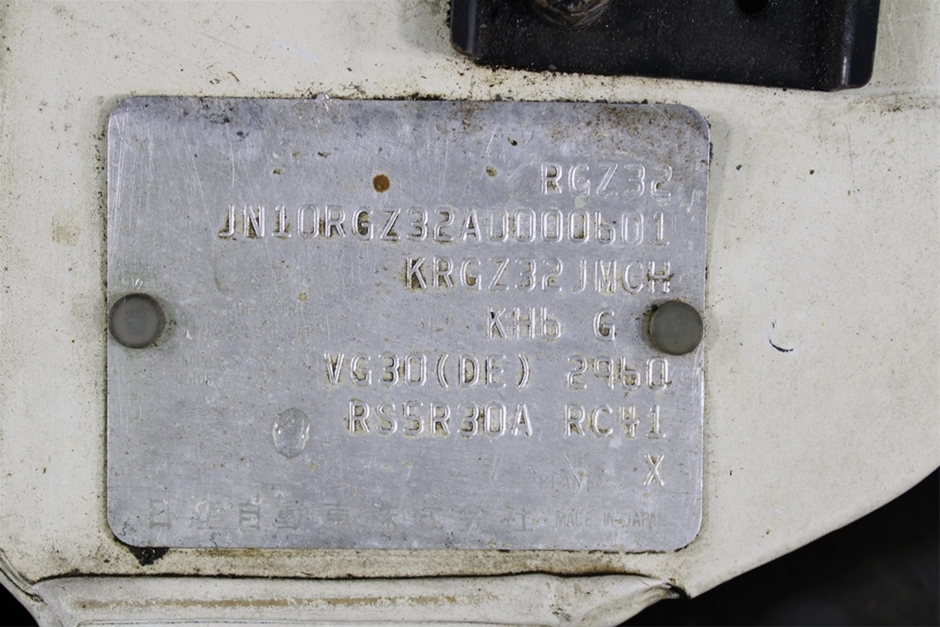 RGZ32
JN10RGZ32A0000601
KRGZ32JMCH
KH6 G
VG30(DE) 2960
RS5R30A RC41
X
日産自動車株式会社 MADE IN JAPAN